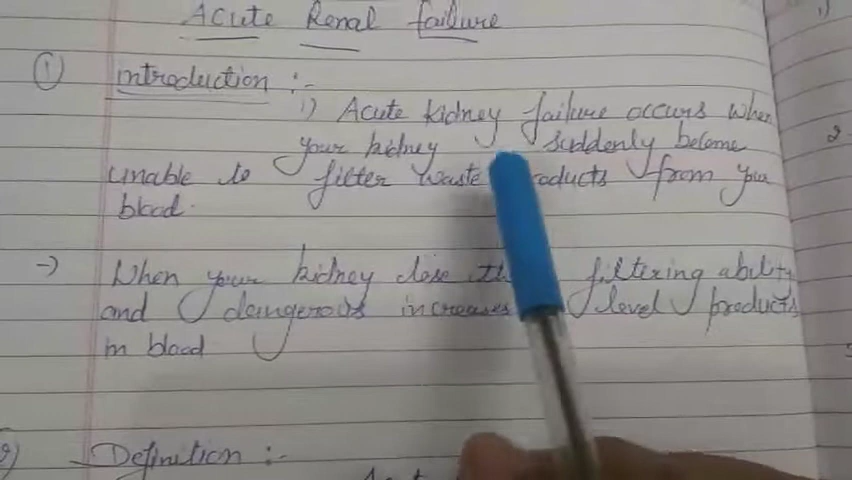 Acute Renal failure
① introduction :-
i) Acute kidney failure occurs when
your kidney suddenly become
unable to filter waste products from your
blood.
→ When your kidney lose the filtering ability
and dangerous increases level products
in blood
Definition :-